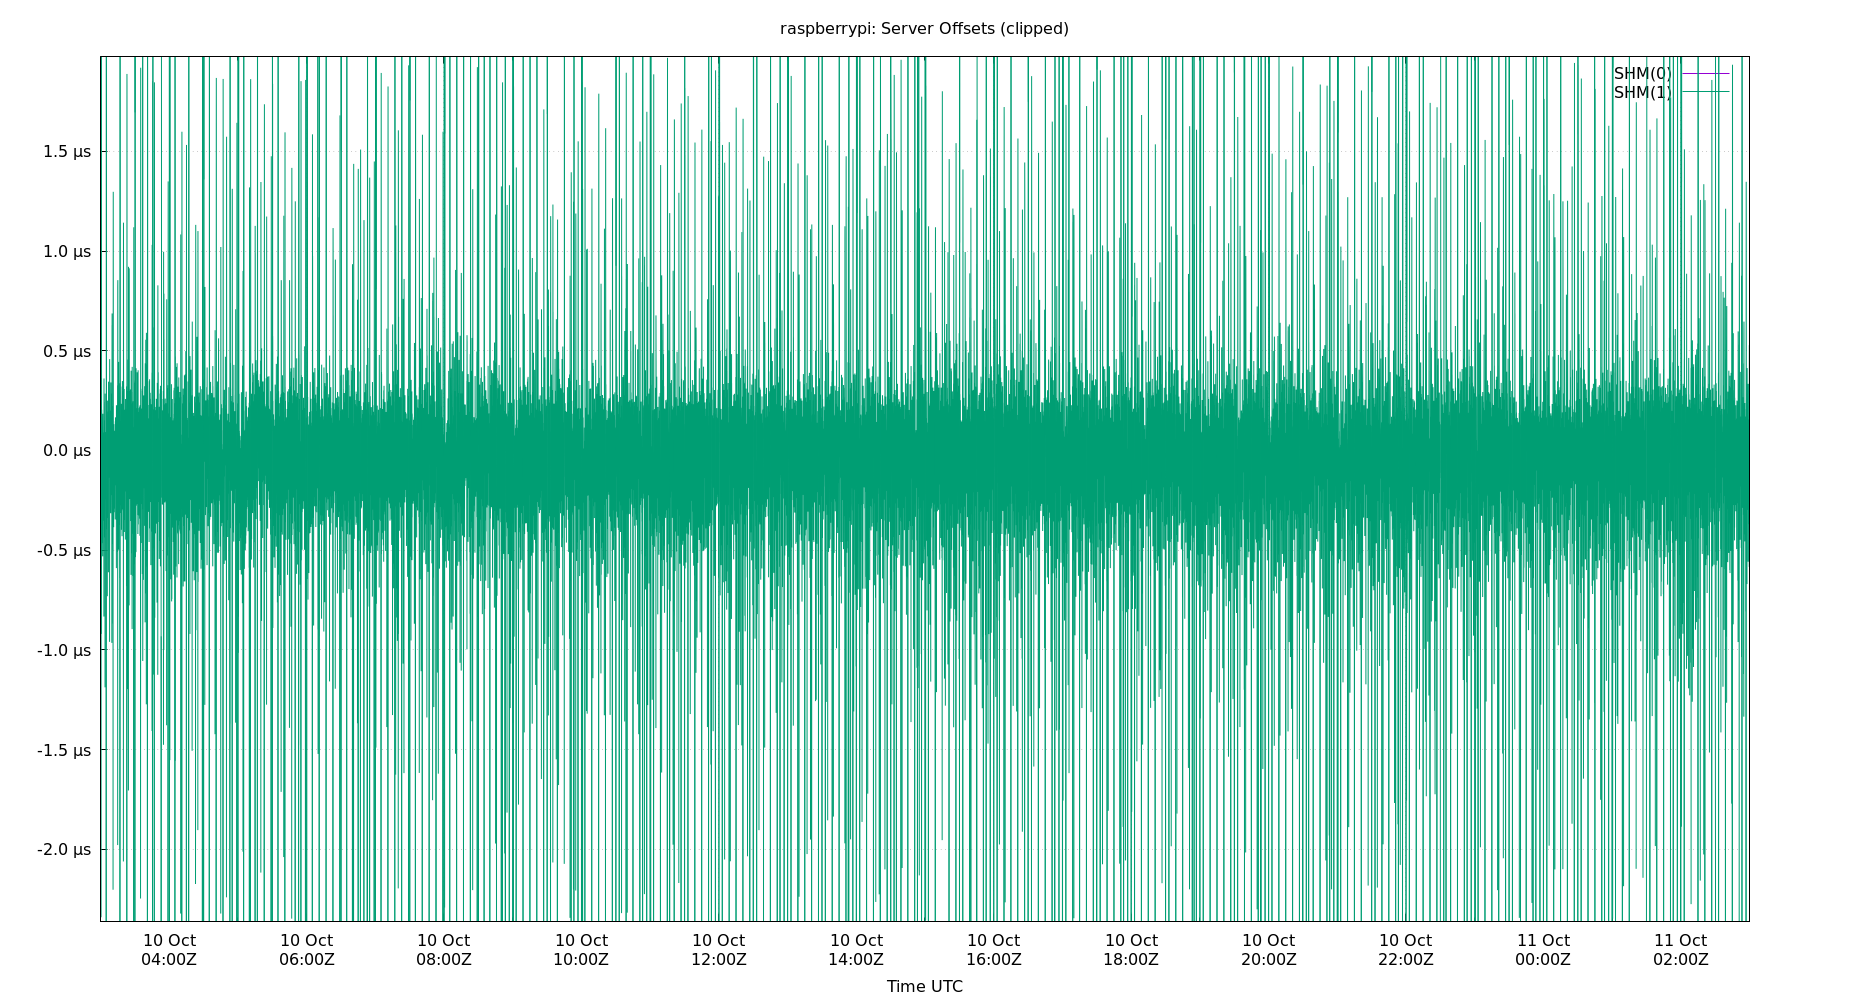 raspberrypi: Server Offsets (clipped)
SHM(0)
SHM(1)
1.5 µs
1.0 µs
0.5 µs
0.0 µs
-0.5 µs
-1.0 µs
-1.5 µs
-2.0 µs
10 Oct 10 Oct 10 Oct 10 Oct 10 Oct 10 Oct 10 Oct 10 Oct 10 Oct 10 Oct 11 Oct 11 Oct
04:00Z 06:00Z 08:00Z 10:00Z 12:00Z 14:00Z 16:00Z 18:00Z 20:00Z 22:00Z 00:00Z 02:00Z
Time UTC